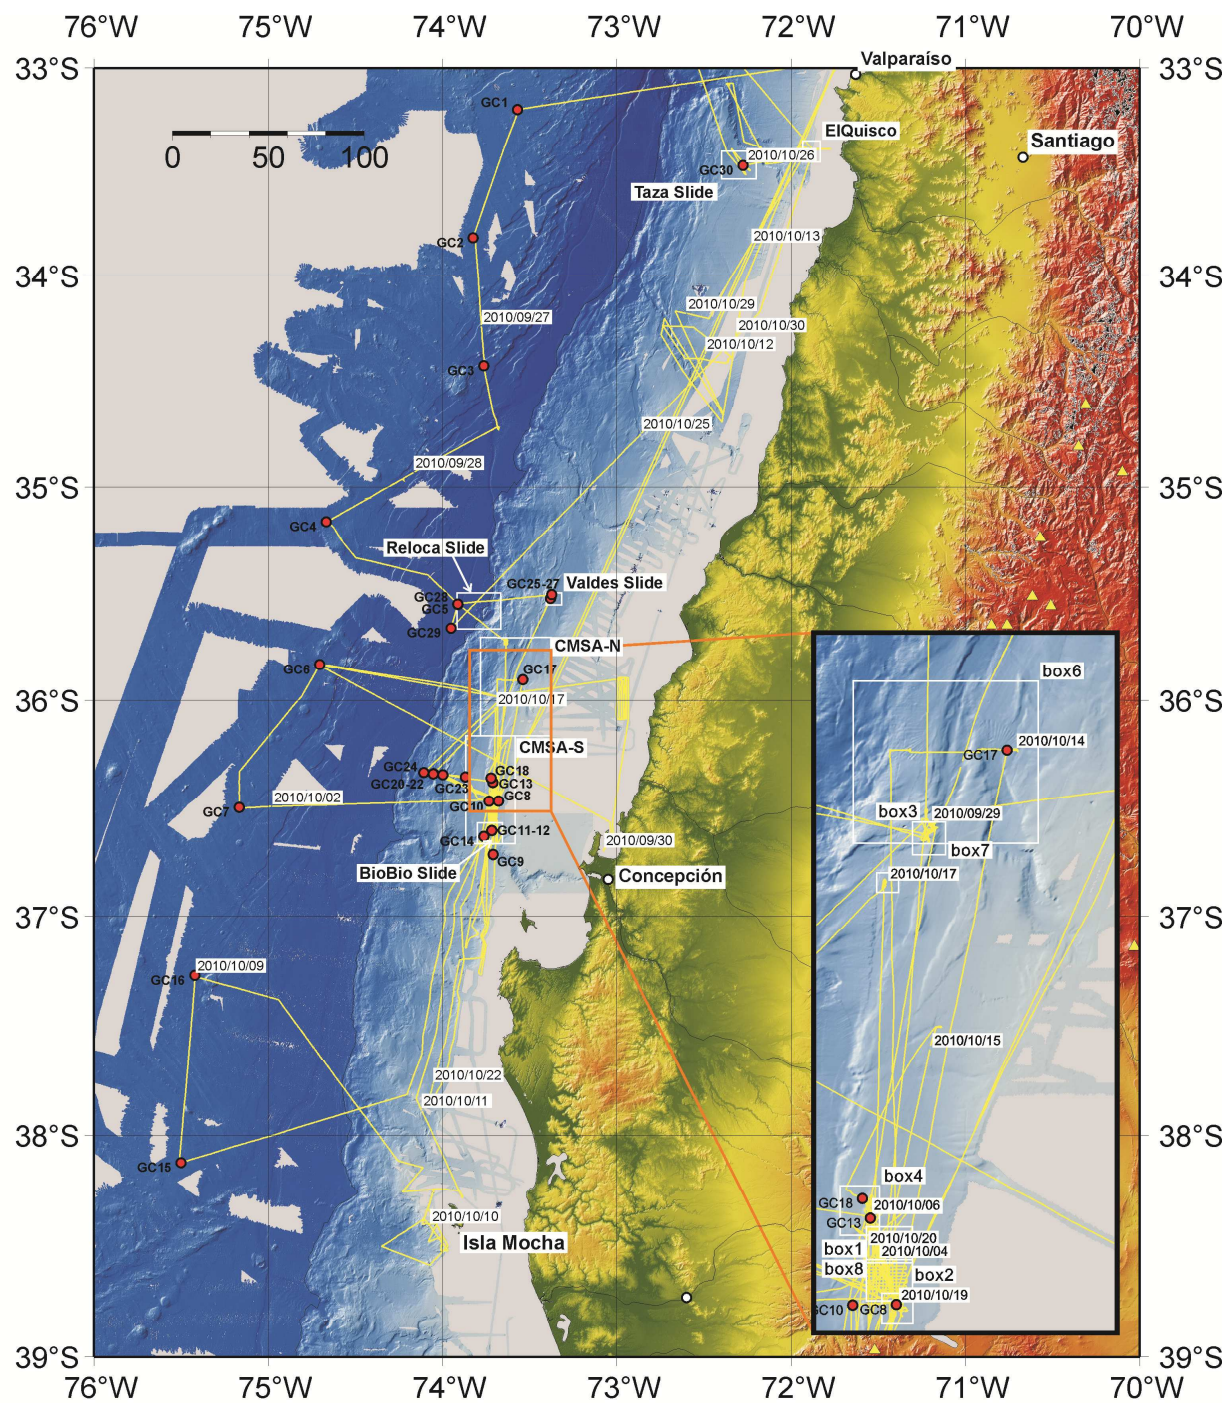 76°W 75°W 74°W 73°W 72°W 71°W 70°W
33°S
33°S
Valparaíso
GC1
ElQuisco
Santiago
0 50 100
2010/10/26
GC30
Taza Slide
2010/10/13
GC2
34°S
34°S
2010/10/29
2010/09/27
2010/10/30
2010/10/12
GC3
2010/10/25
2010/09/28
35°S
35°S
GC4
Reloca Slide
GC25-27
Valdes Slide
GC28
GC5
GC29
CMSA-N
GC6
GC17
2010/10/17
36°S
36°S
CMSA-S
GC24
GC18
GC20-22
GC23
GC13
GC8
2010/10/02
GC7
GC10
GC11-12
GC14
2010/09/30
GC9
BioBio Slide
Concepción
37°S
37°S
2010/10/09
GC16
2010/10/22
2010/10/11
38°S
38°S
GC15
2010/10/10
Isla Mocha
39°S
39°S
76°W 75°W 74°W 73°W 72°W 71°W 70°W
box6
2010/10/14
GC17
box3
2010/09/29
box7
2010/10/17
2010/10/15
box4
GC18
2010/10/06
GC13
2010/10/20
box1
2010/10/04
box8
box2
2010/10/19
GC10
GC8